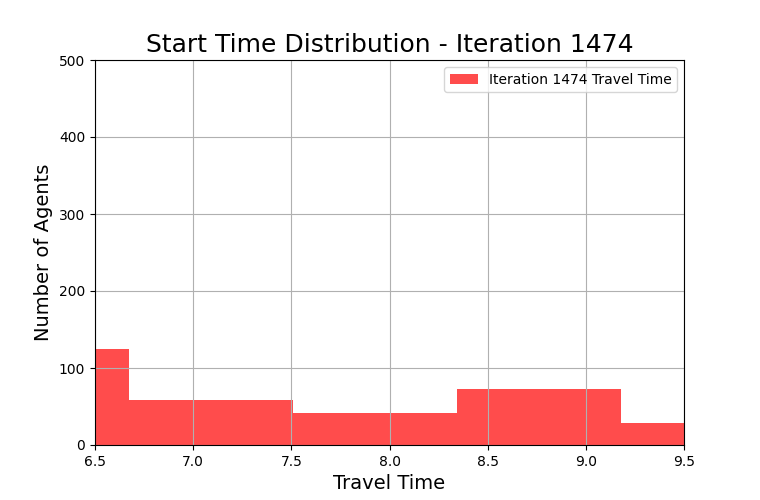 Start Time Distribution - Iteration 1474
Iteration 1474 Travel Time
Number of Agents
500
400
300
200
100
0
6.5 7.0 7.5 8.0 8.5 9.0 9.5
Travel Time